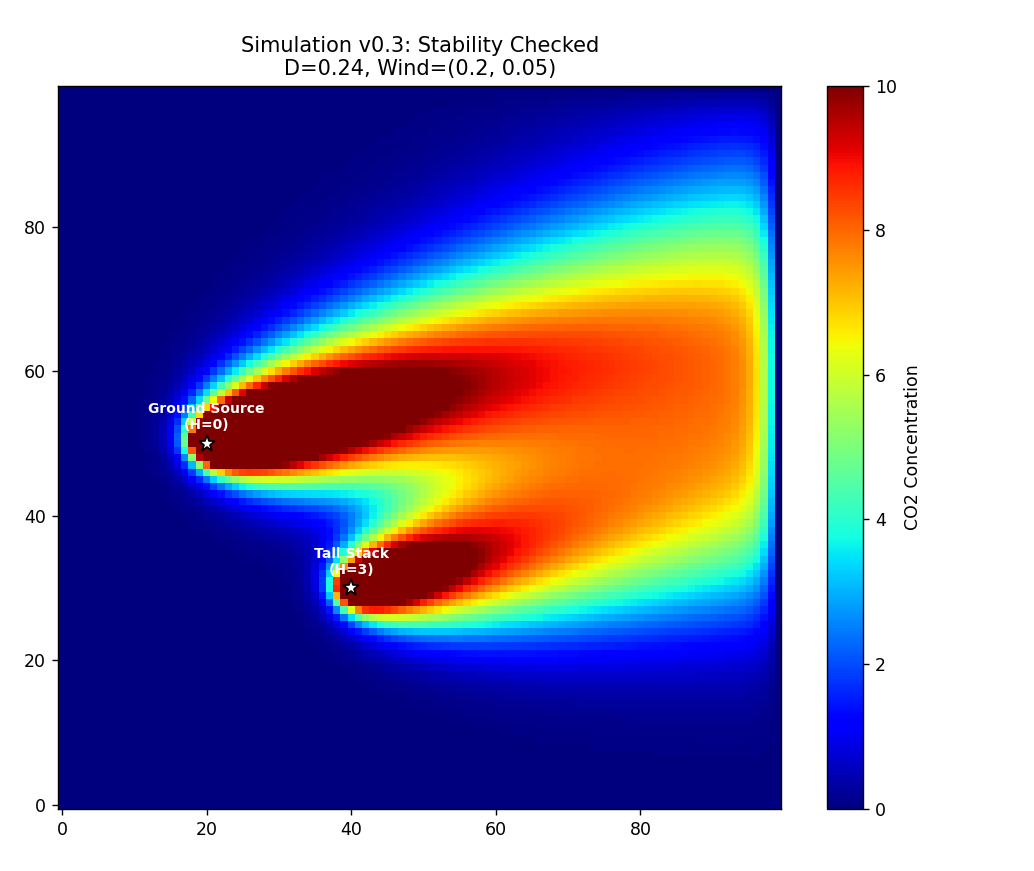 Simulation v0.3: Stability Checked
D=0.24, Wind=(0.2, 0.05)
80
60
40
20
0
0 20 40 60 80
Ground Source
(H=0)
Tall Stack
(H=3)
10
8
6
4
2
0
CO2 Concentration